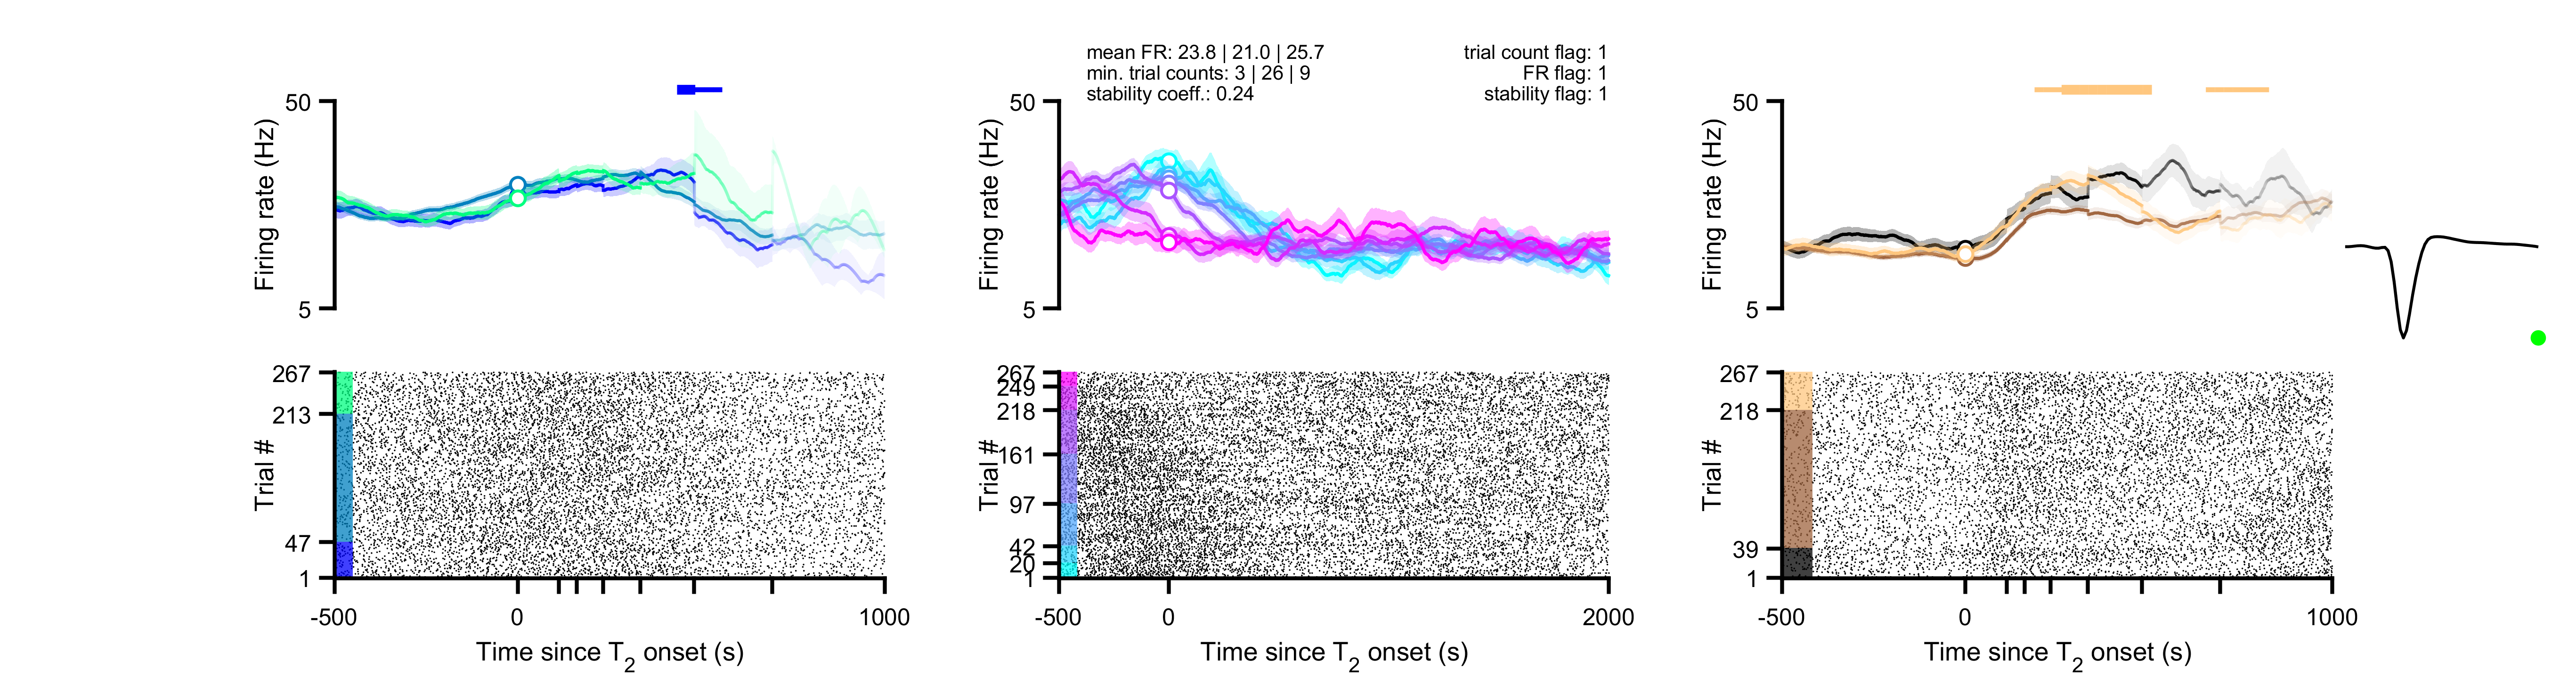 mean FR: 23.8 | 21.0 | 25.7
min. trial counts: 3 | 26 | 9
stability coeff.: 0.24
trial count flag: 1
FR flag: 1
stability flag: 1
50
Firing rate (Hz)
5
50
Firing rate (Hz)
5
50
Firing rate (Hz)
5
267
213
Trial #
47
1
-500
0
1000
Time since T2 onset (s)
267
249
218
161
Trial #
97
42
20
1
-500
0
2000
Time since T2 onset (s)
267
218
Trial #
39
1
-500
0
1000
Time since T2 onset (s)